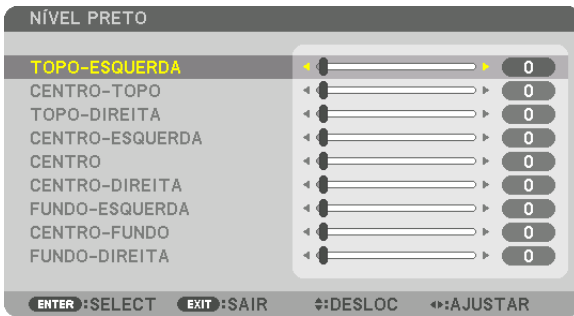 NÍVEL PRETO
TOPO-ESQUERDA 0
CENTRO-TOPO 0
TOPO-DIREITA 0
CENTRO-ESQUERDA 0
CENTRO 0
CENTRO-DIREITA 0
FUNDO-ESQUERDA 0
CENTRO-FUNDO 0
FUNDO-DIREITA 0
ENTER :SELECT EXIT :SAIR :DESLOC :AJUSTAR